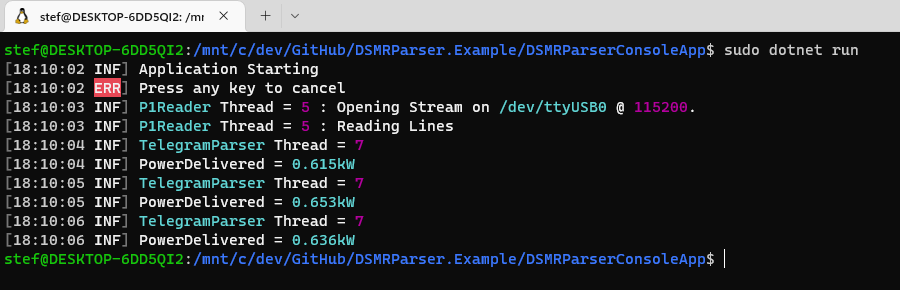 stef@DESKTOP-6DD5QI2: /mı
stef@DESKTOP-6DD5QI2:/mnt/c/dev/GitHub/DSMRParser.Example/DSMRParserConsoleApp$ sudo dotnet run
[18:10:02 INF] Application Starting
[18:10:02 ERR] Press any key to cancel
[18:10:03 INF] P1Reader Thread = 5 : Opening Stream on /dev/ttyUSB0 @ 115200.
[18:10:03 INF] P1Reader Thread = 5 : Reading Lines
[18:10:04 INF] TelegramParser Thread = 7
[18:10:04 INF] PowerDelivered = 0.615kW
[18:10:05 INF] TelegramParser Thread = 7
[18:10:05 INF] PowerDelivered = 0.653kW
[18:10:06 INF] TelegramParser Thread = 7
[18:10:06 INF] PowerDelivered = 0.636kW
stef@DESKTOP-6DD5QI2:/mnt/c/dev/GitHub/DSMRParser.Example/DSMRParserConsoleApp$